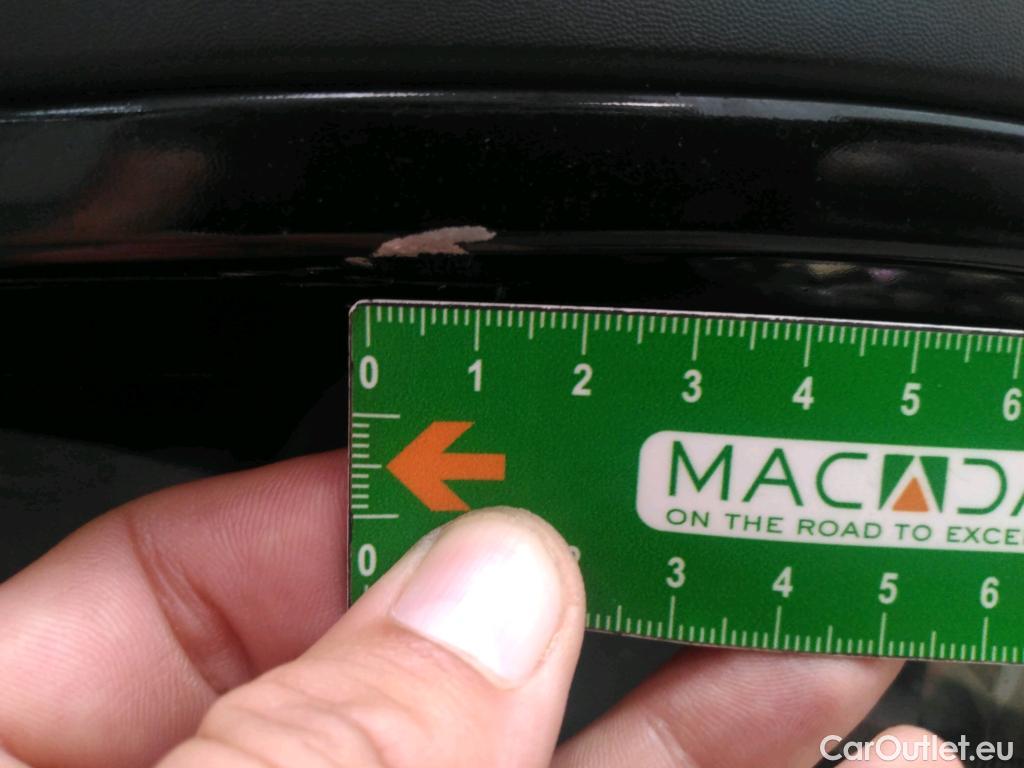 0 1 2 3 4 5 6
MACADA
ON THE ROAD TO EXCE
0 3 4 5 6
CarOutlet.eu